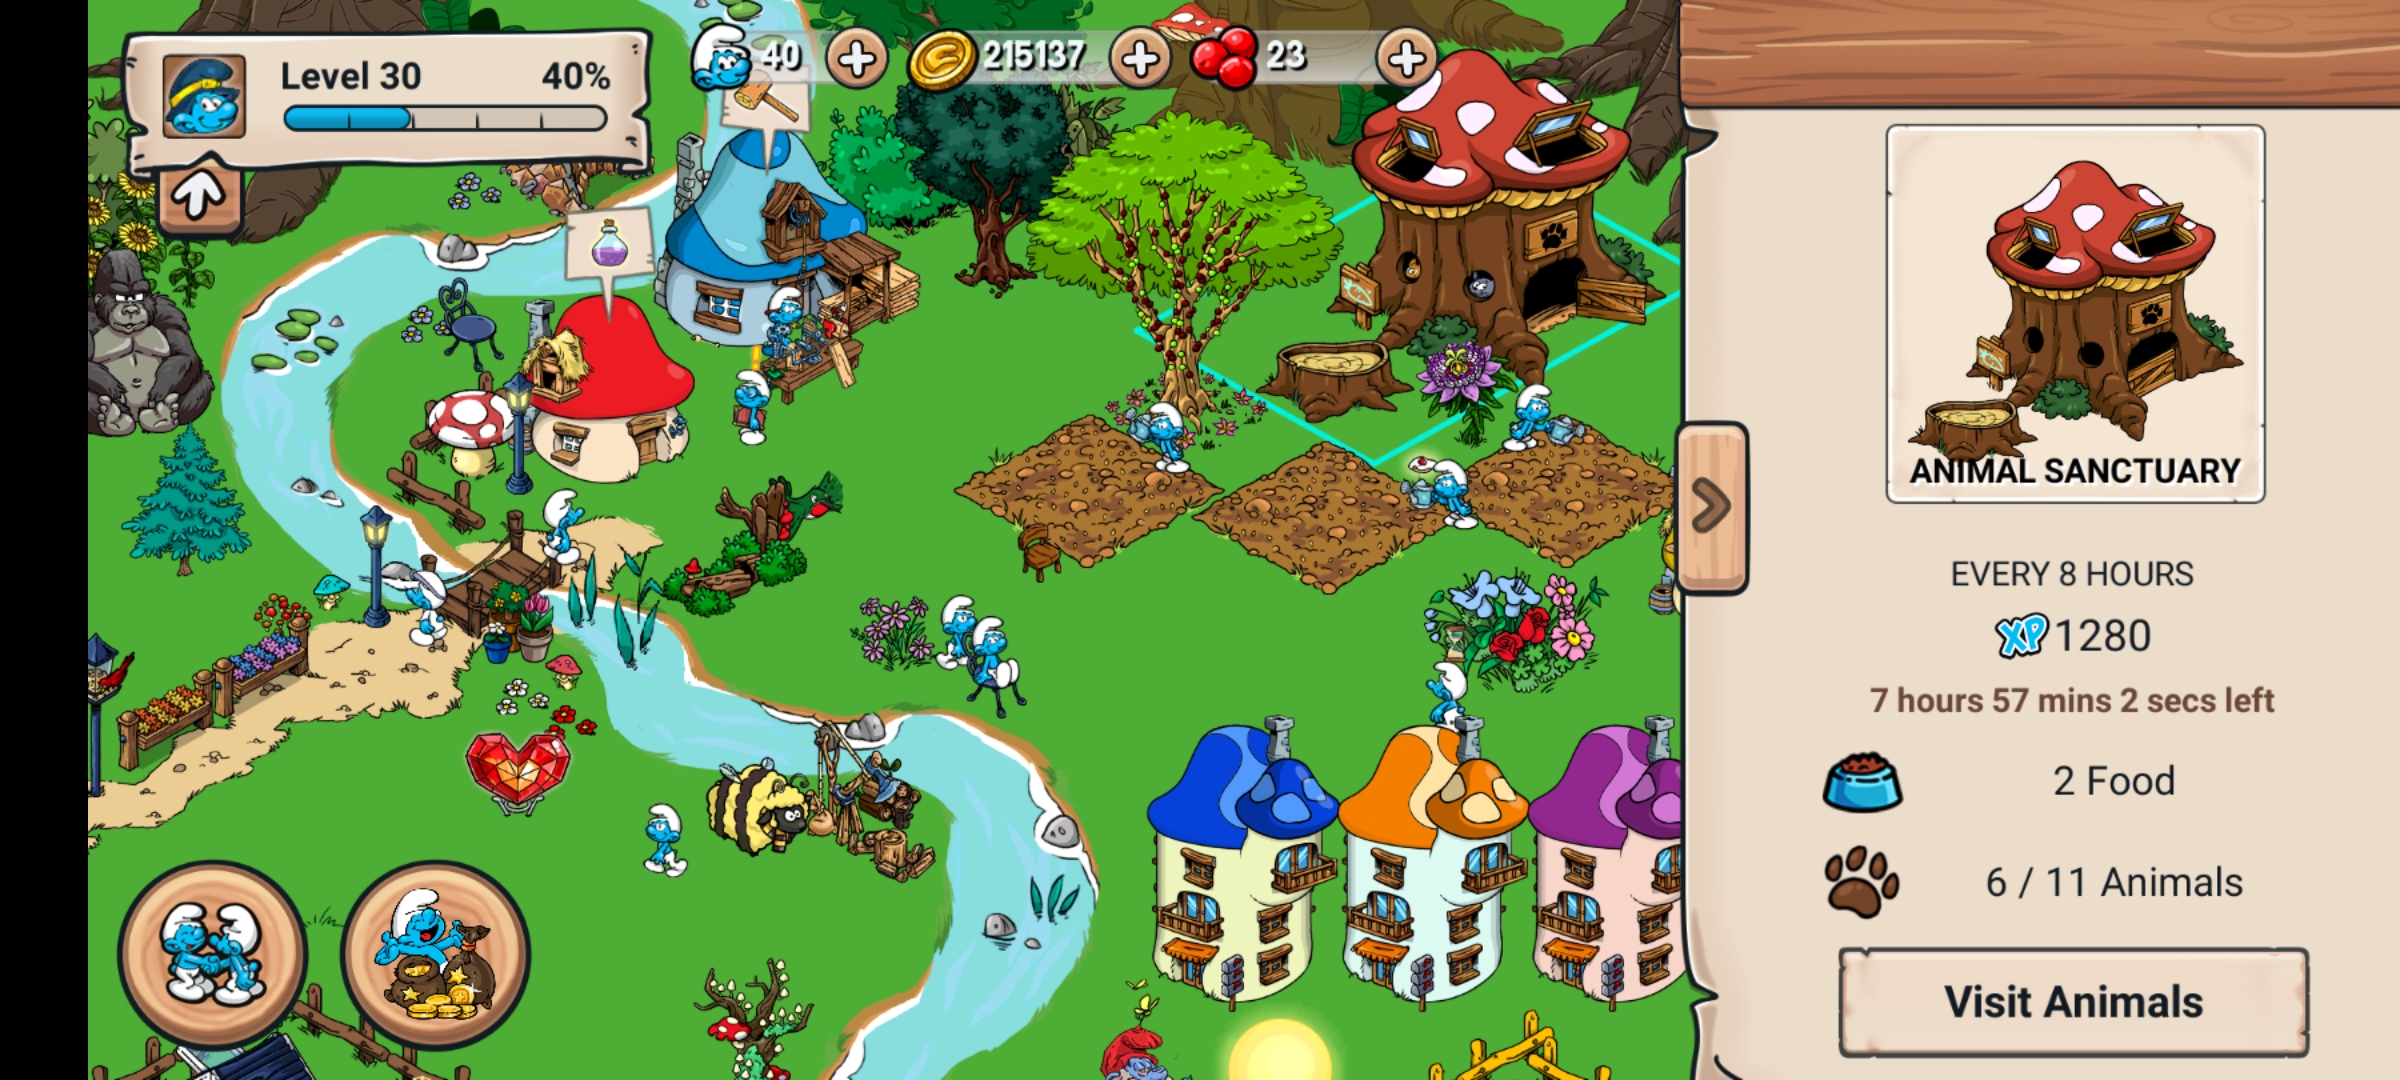 Level 30 40%
40
215137
23
ANIMAL SANCTUARY
EVERY 8 HOURS
XP 1280
7 hours 57 mins 2 secs left
2 Food
6 / 11 Animals
Visit Animals